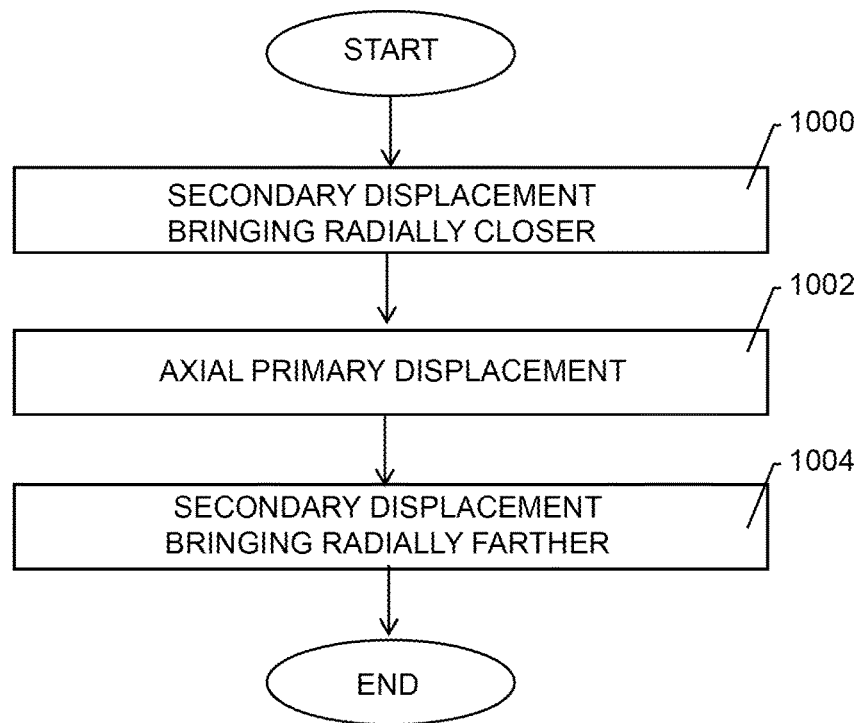 START
1000
SECONDARY DISPLACEMENT
BRINGING RADIALLY CLOSER
1002
AXIAL PRIMARY DISPLACEMENT
1004
SECONDARY DISPLACEMENT
BRINGING RADIALLY FARTHER
END